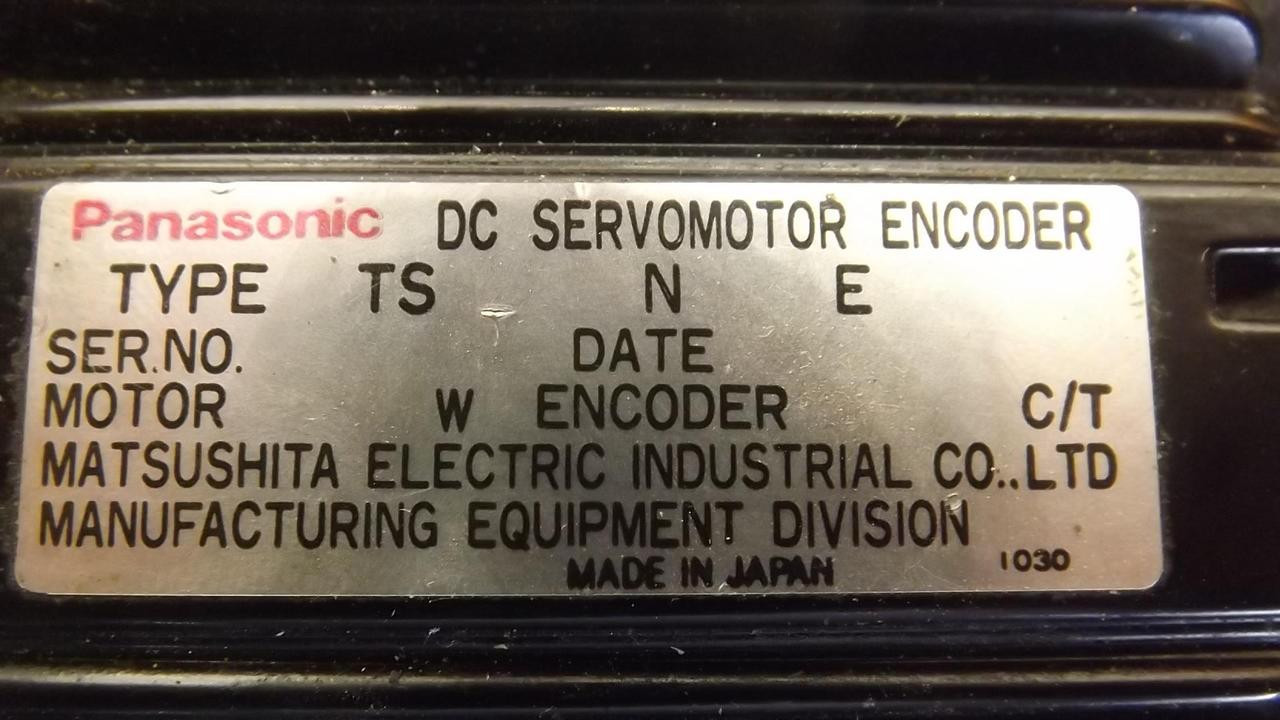 Panasonic DC SERVOMOTOR ENCODER
TYPE TS N E
SER.NO. DATE
MOTOR W ENCODER C/T
MATSUSHITA ELECTRIC INDUSTRIAL CO.,LTD
MANUFACTURING EQUIPMENT DIVISION
MADE IN JAPAN 1030